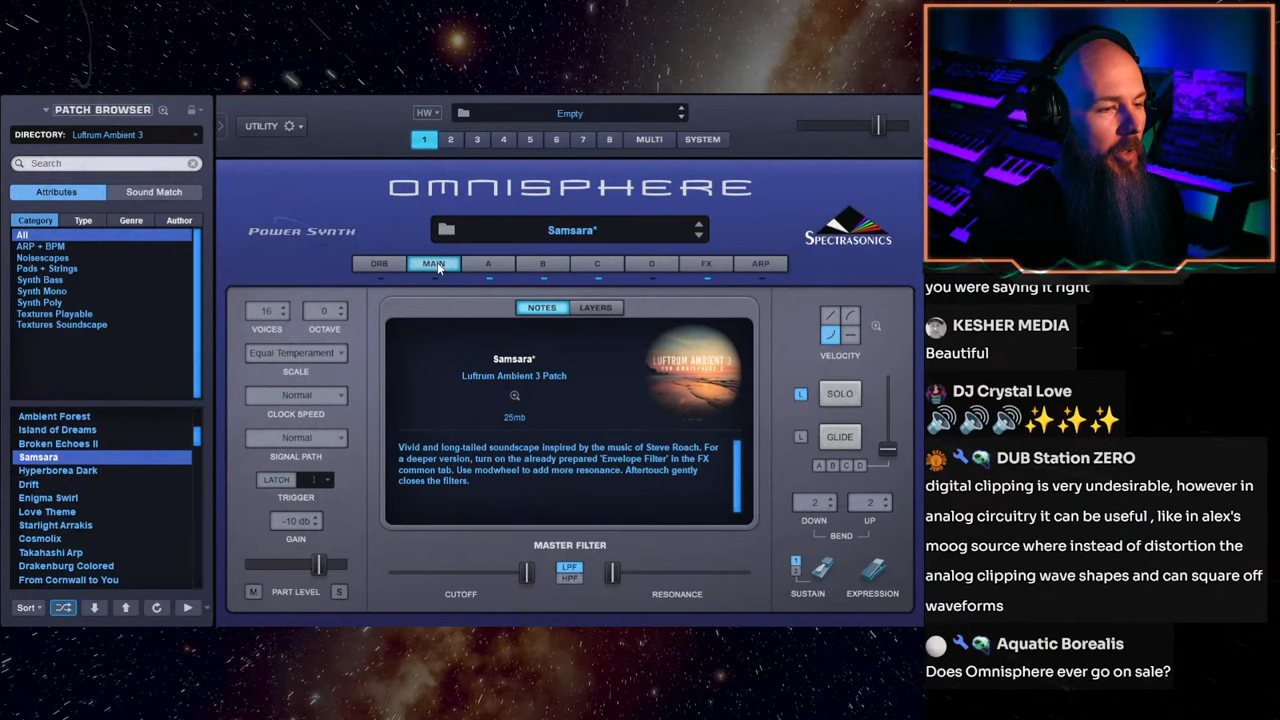 PATCH BROWSER
DIRECTORY: Luftrum Ambient 3
Search
Attributes
Sound Match
Category
Type
Genre
Author
All
ARP + BPM
Noisescapes
Pads + Strings
Synth Bass
Synth Mono
Synth Poly
Textures Playable
Textures Soundscape
Ambient Forest
Island of Dreams
Broken Echoes II
Samsara
Hyperborea Dark
Drift
Enigma Swirl
Love Theme
Starlight Arrakis
Cosmolix
Takahashi Arp
Drakenburg Colored
From Cornwall to You
Sort
UTILITY
HW
Empty
1 2 3 4 5 6 7 8 MULTI SYSTEM
OMNISPHERE
POWER SYNTH
Samsara*
SPECTRASONICS
ORB MAIN A B C D FX ARP
16
0
VOICES
OCTAVE
Equal Temperament
SCALE
Normal
CLOCK SPEED
Normal
SIGNAL PATH
LATCH
TRIGGER
-10 db
GAIN
M PART LEVEL S
NOTES
LAYERS
Samsara*
Luftrum Ambient 3 Patch
25mb
LUFTRUM AMBIENT 3
Vivid and long-tailed soundscape inspired by the music of Steve Roach. For
a deeper version, turn on the already prepared 'Envelope Filter' in the FX
common tab. Use modwheel to add more resonance. Aftertouch gently
closes the filters.
MASTER FILTER
LPF
HPF
CUTOFF
RESONANCE
VELOCITY
L SOLO
L GLIDE
A B C D
2
2
DOWN
UP
BEND
1
2
SUSTAIN
EXPRESSION
you were saying it right
KESHER MEDIA
Beautiful
DJ Crystal Love
🔊🔊🔊✨✨✨
DUB Station ZERO
digital clipping is very undesirable, however in
analog circuitry it can be useful , like in alex's
moog source where instead of distortion the
analog clipping wave shapes and can square off
waveforms
Aquatic Borealis
Does Omnisphere ever go on sale?